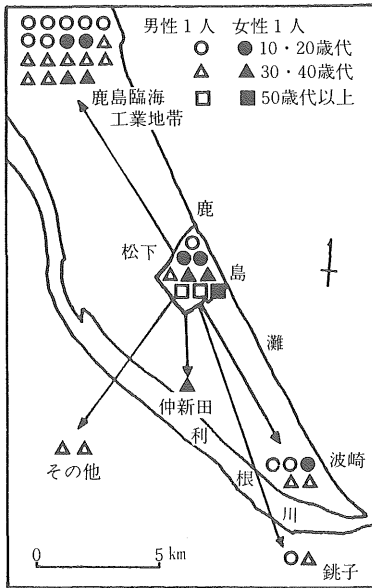 男性1人 女性1人
10・20歳代
30・40歳代
50歳代以上
鹿島臨海
工業地帯
鹿
島
灘
松下
仲新田
利
根
川
その他
波崎
銚子
0 5 km